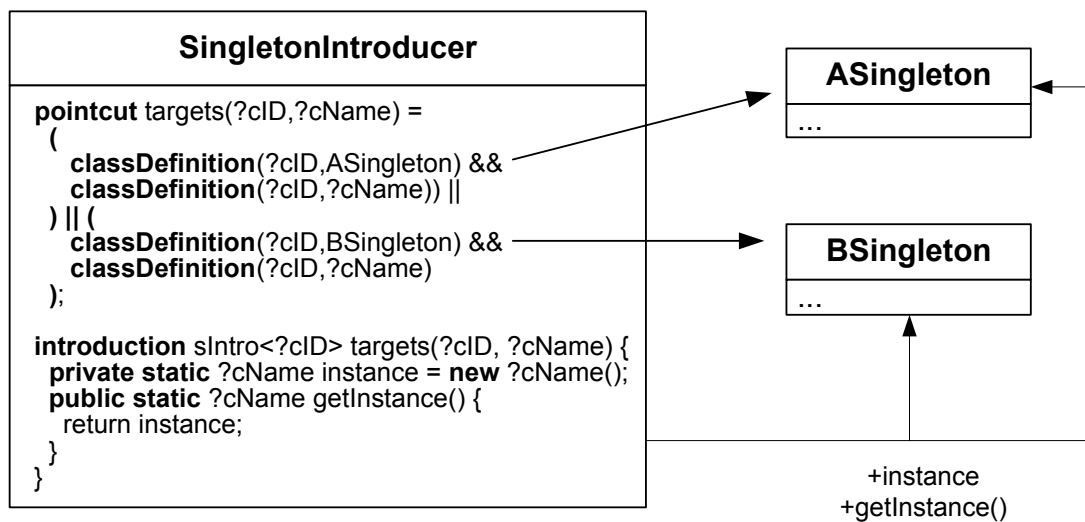 SingletonIntroducer
pointcut targets(?cID,?cName) =
(
classDefinition(?cID,ASingleton) &&
classDefinition(?cID,?cName)) ||
) || (
classDefinition(?cID,BSingleton) &&
classDefinition(?cID,?cName)
);
introduction sIntro<?cID> targets(?cID, ?cName) {
private static ?cName instance = new ?cName();
public static ?cName getInstance() {
return instance;
}
}
ASingleton
...
BSingleton
...
+instance
+getInstance()